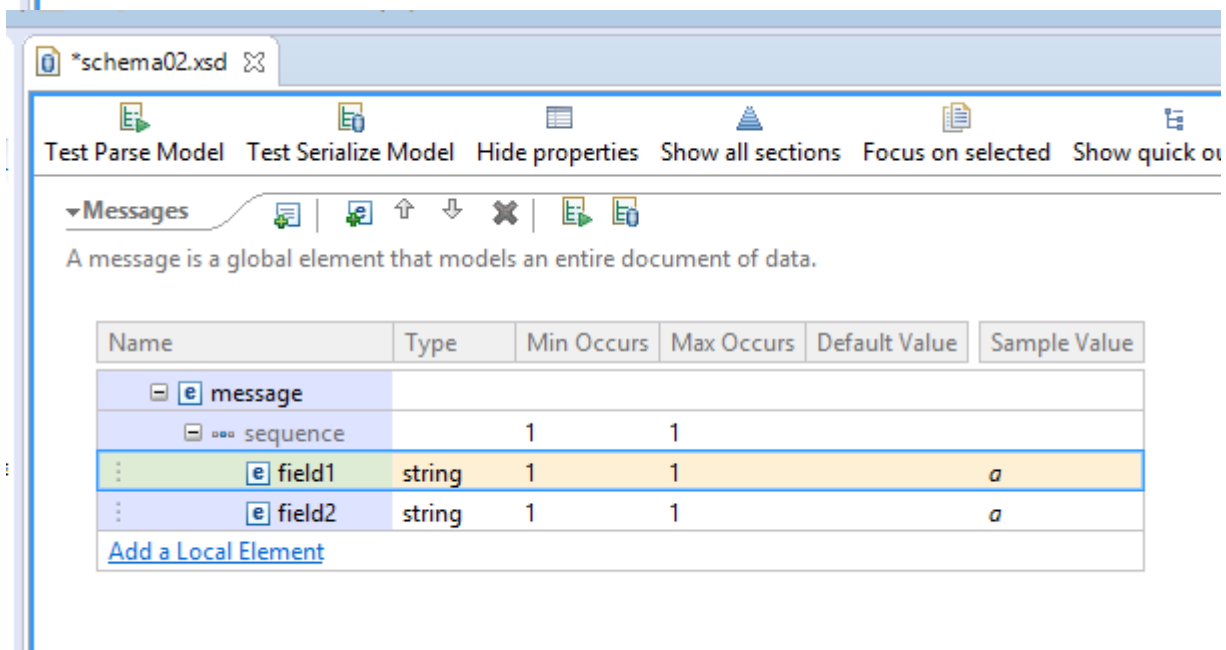 *schema02.xsd
Test Parse Model Test Serialize Model Hide properties Show all sections Focus on selected Show quick
Messages
A message is a global element that models an entire document of data.
Name Type Min Occurs Max Occurs Default Value Sample Value
e message
sequence 1 1
e field1 string 1 1 a
e field2 string 1 1 a
Add a Local Element